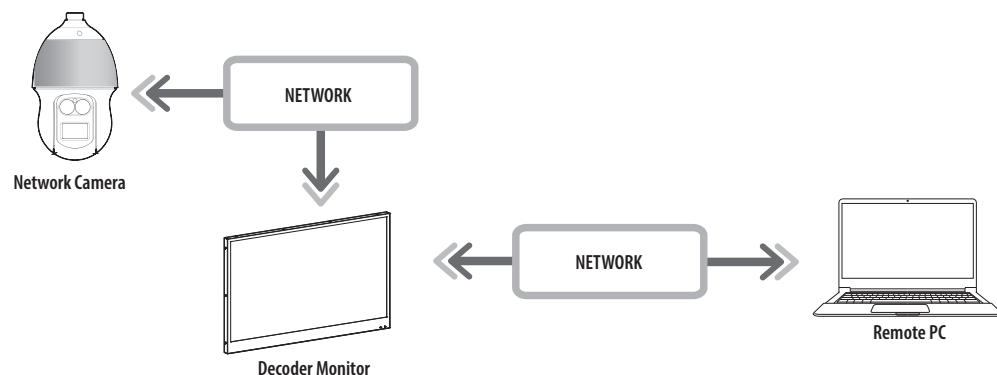 NETWORK
Network Camera
NETWORK
Remote PC
Decoder Monitor